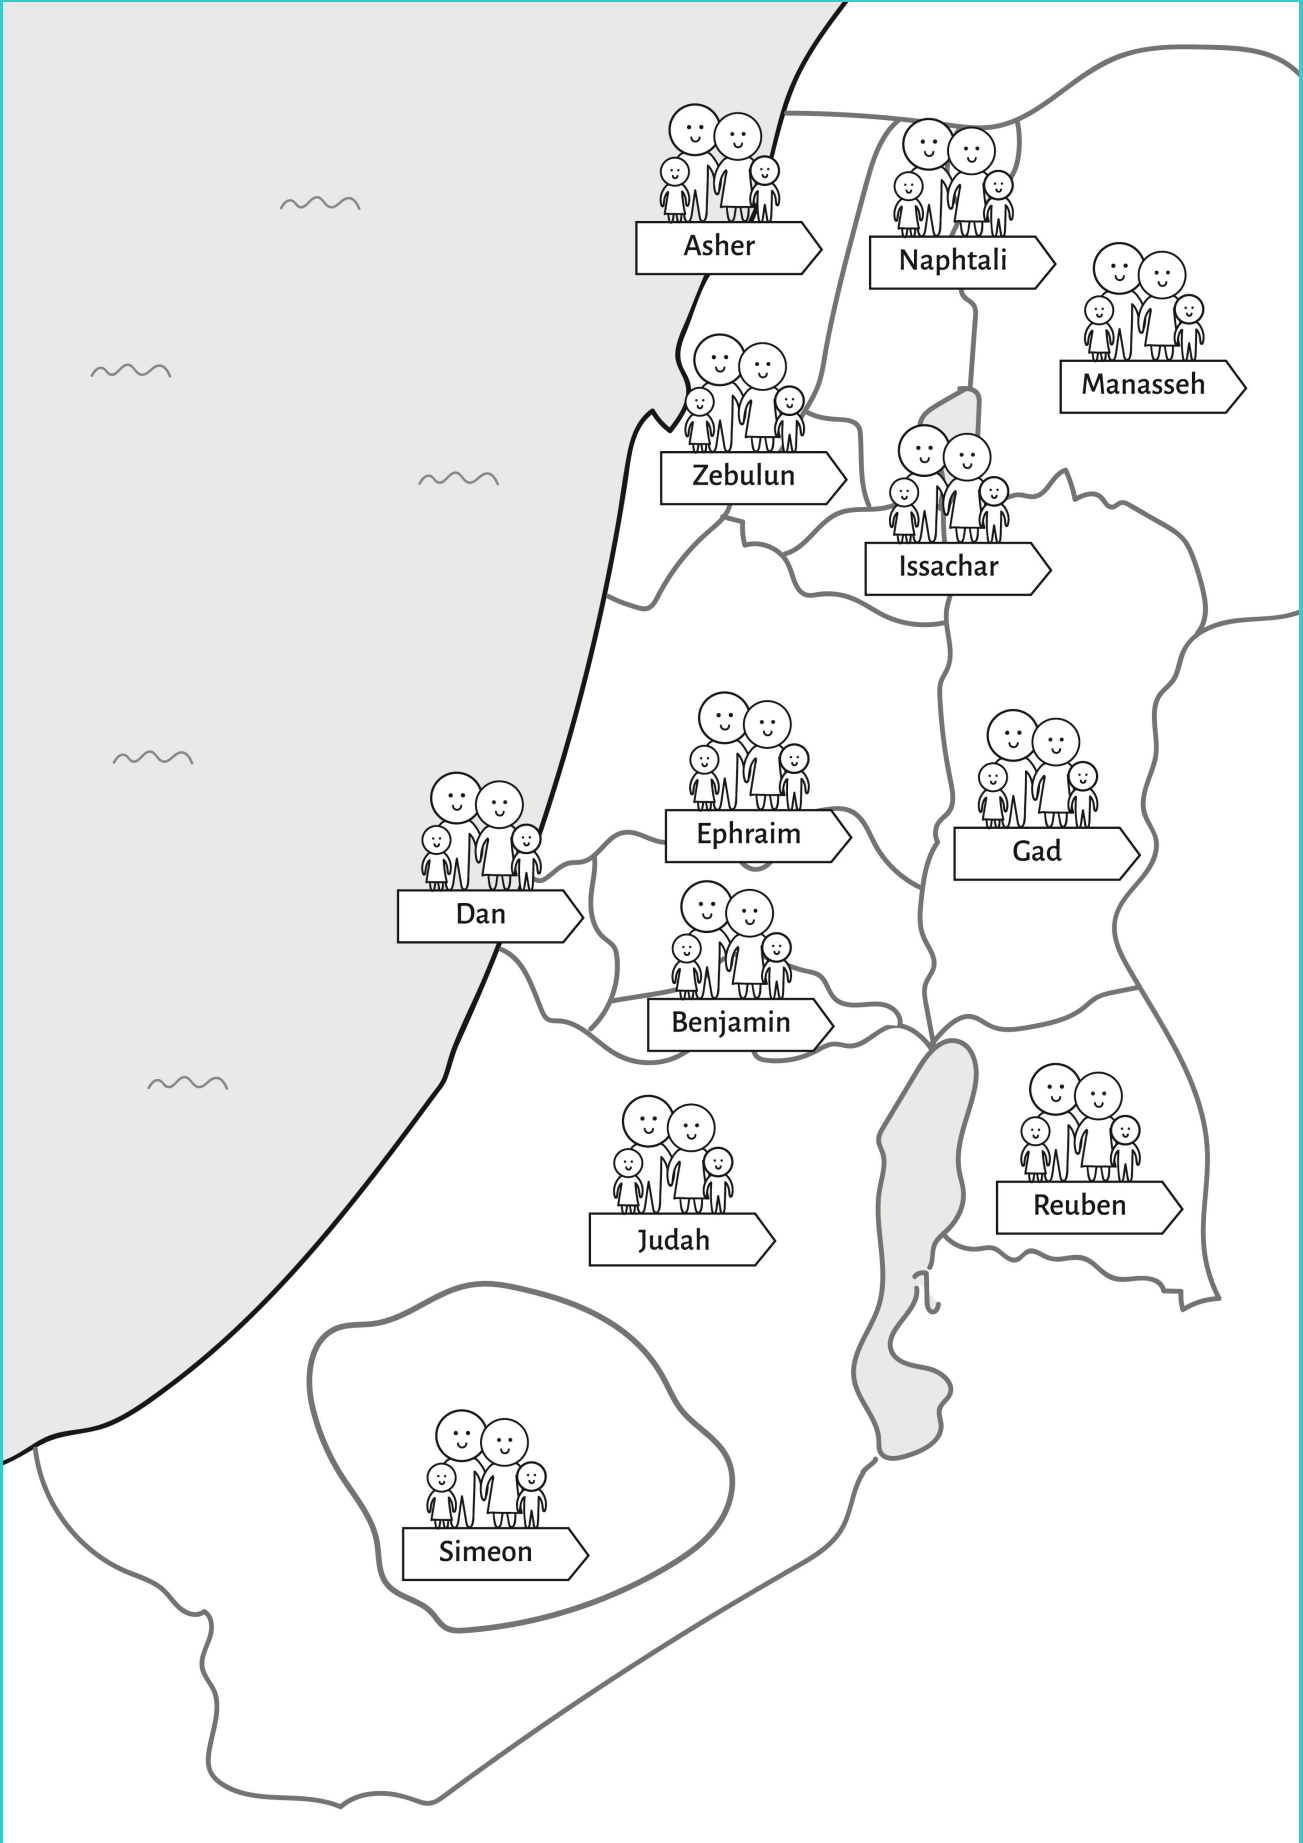 Asher
Naphtali
Manasseh
Zebulun
Issachar
Ephraim
Gad
Dan
Benjamin
Reuben
Judah
Simeon